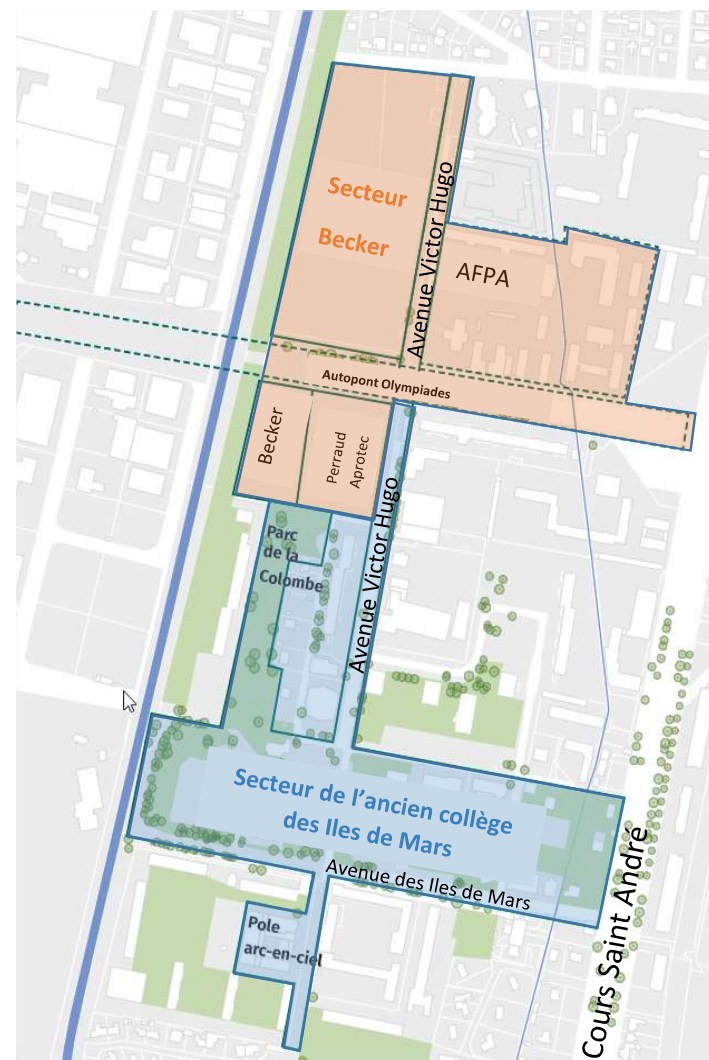 Secteur
Becker
Avenue Victor Hugo
AFPA
Autopont Olympiades
Becker
Perraud
Aprotec
Avenue Victor Hugo
Parc
de la
Colombe
Secteur de l’ancien collège
des Iles de Mars
Avenue des Iles de Mars
Cours Saint André
Pole
arc-en-ciel